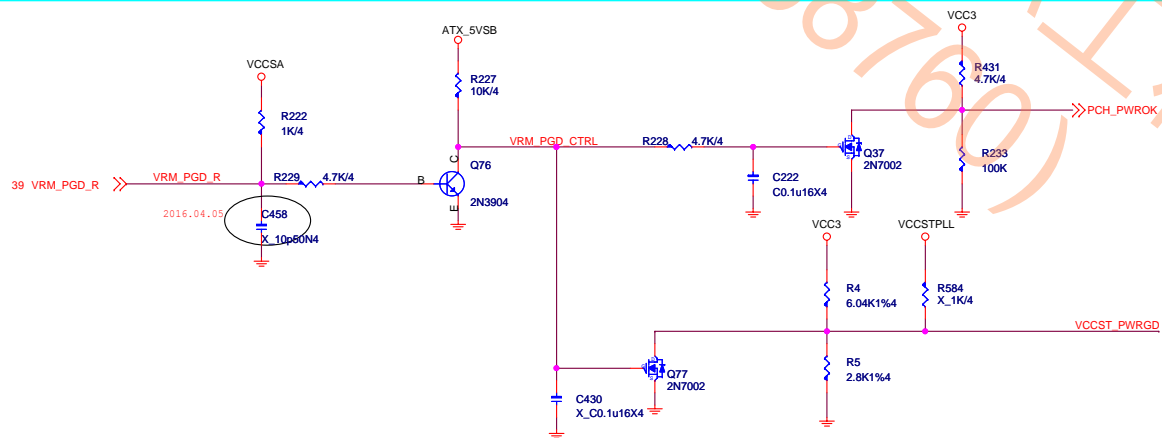 ATX_5VSB
VCC3
VCCSA
R227
10K/4
R431
4.7K/4
R222
1K/4
PCH_PWROK
VRM_PGD_CTRL
R228
4.7K/4
Q37
2N7002
R233
100K
C
Q76
39 VRM_PGD_R
VRM_PGD_R
R229
4.7K/4
B
C222
C0.1u16X4
2N3904
E
2016.04.05
C458
X_10p50N4
VCC3
VCCSTPLL
R4
6.04K1%4
R584
X_1K/4
VCCST_PWRGD
R5
2.8K1%4
Q77
2N7002
C430
X_C0.1u16X4
8760)